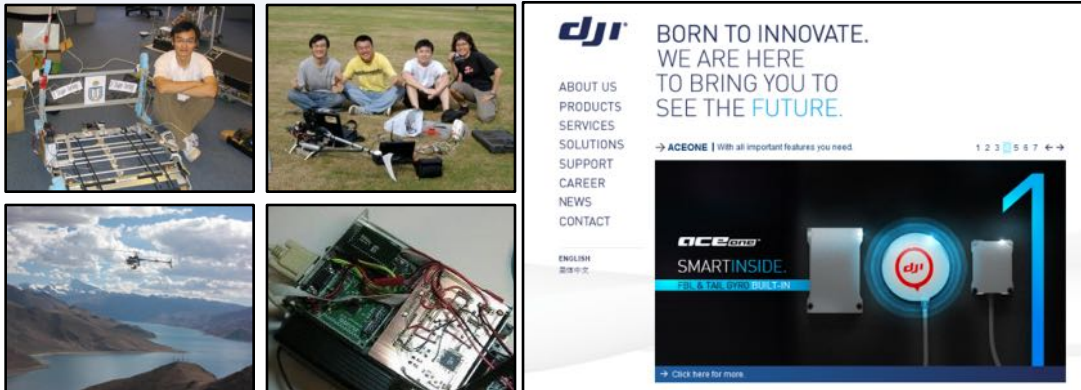 dji
BORN TO INNOVATE.
WE ARE HERE
TO BRING YOU TO
SEE THE FUTURE.
ABOUT US
PRODUCTS
SERVICES
SOLUTIONS
SUPPORT
CAREER
NEWS
CONTACT
ENGLISH
简体中文
→ ACEONE | With all important features you need.
1 2 3 4 5 6 7 ← →
ace one
SMARTINSIDE.
FBL & TAIL GYRO BUILT-IN
1
dji
→ Click here for more.